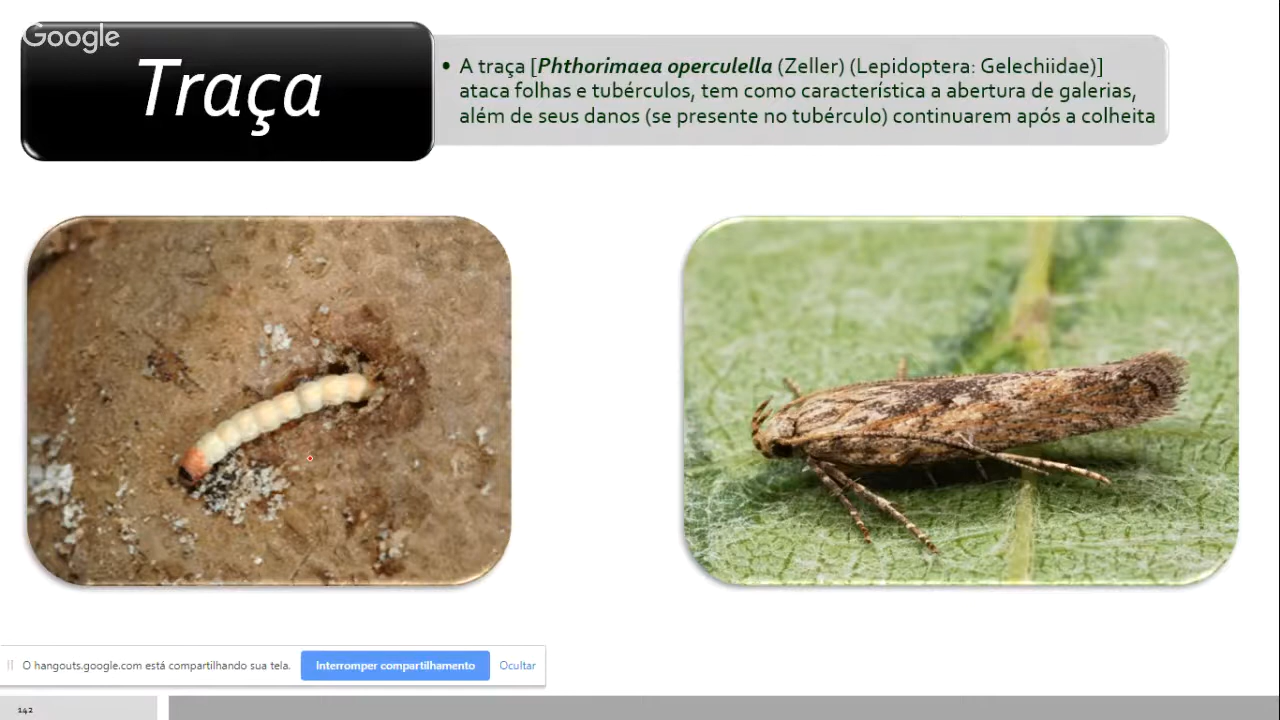 Google
Traça
• A traça [Phthorimaea operculella (Zeller) (Lepidoptera: Gelechiidae)]
ataca folhas e tubérculos, tem como característica a abertura de galerias,
além de seus danos (se presente no tubérculo) continuarem após a colheita
O hangouts.google.com está compartilhando sua tela.
Interromper compartilhamento
Ocultar
142